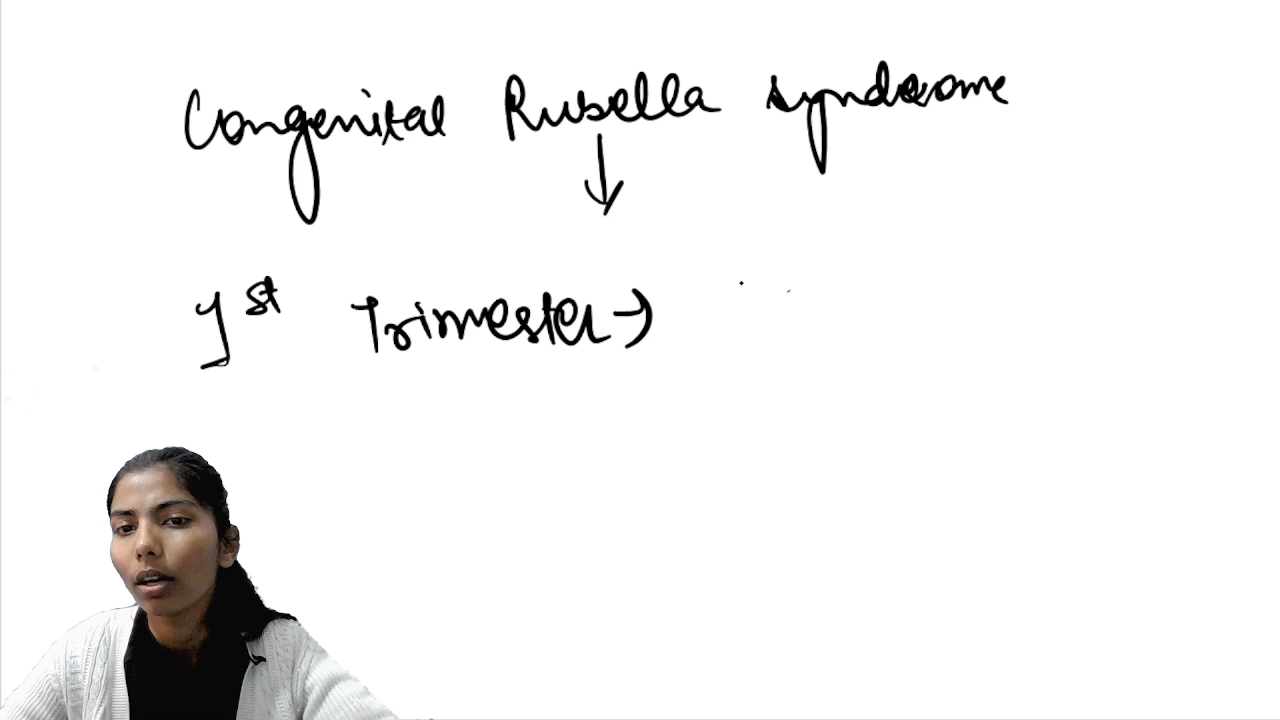 Congenital Rubella syndrome
↓
1st Trimester →